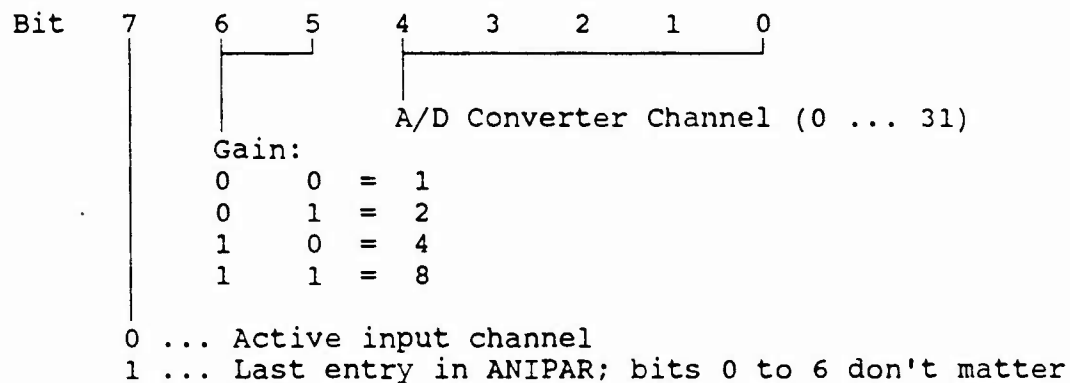 Bit 7 6 5 4 3 2 1 0
A/D Converter Channel (0 ... 31)
Gain:
0 0 = 1
0 1 = 2
1 0 = 4
1 1 = 8
0 ... Active input channel
1 ... Last entry in ANIPAR; bits 0 to 6 don't matter